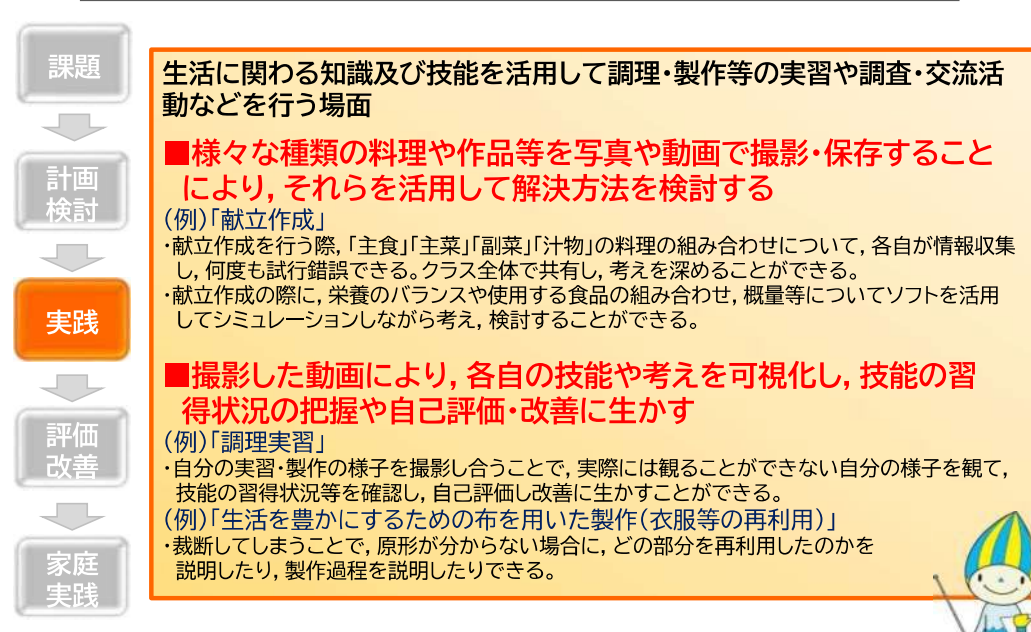 課題
計画
検討
実践
評価
改善
家庭
実践
生活に関わる知識及び技能を活用して調理・製作等の実習や調査・交流活
動などを行う場面
■様々な種類の料理や作品等を写真や動画で撮影・保存すること
により，それらを活用して解決方法を検討する
（例）「献立作成」
・献立作成を行う際，「主食」「主菜」「副菜」「汁物」の料理の組み合わせについて，各自が情報収集
し，何度も試行錯誤できる。クラス全体で共有し，考えを深めることができる。
・献立作成の際に，栄養のバランスや使用する食品の組み合わせ，概量等についてソフトを活用
してシミュレーションしながら考え，検討することができる。
■撮影した動画により，各自の技能や考えを可視化し，技能の習
得状況の把握や自己評価・改善に生かす
（例）「調理実習」
・自分の実習・製作の様子を撮影し合うことで，実際には観ることができない自分の様子を観て，
技能の習得状況等を確認し，自己評価し改善に生かすことができる。
（例）「生活を豊かにするための布を用いた製作（衣服等の再利用）」
・裁断してしまうことで，原形が分からない場合に，どの部分を再利用したのかを
説明したり，製作過程を説明したりできる。